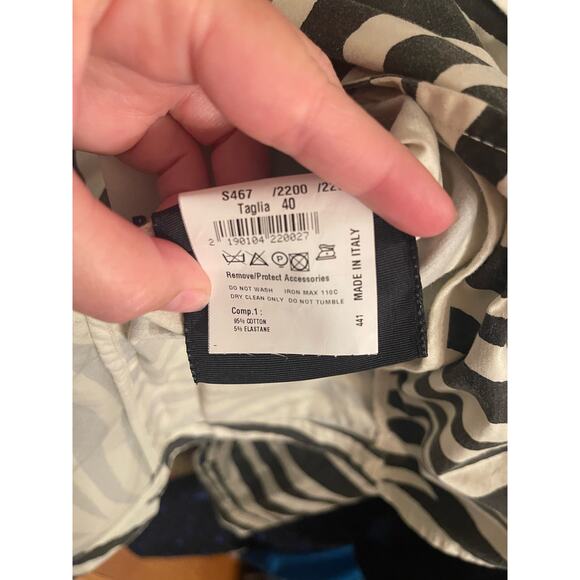 S467 /2200
Taglia 40
2 190104 220027
P
Remove/Protect Accessories
DO NOT WASH IRON MAX 110C
DRY CLEAN ONLY DO NOT TUMBLE
Comp.1 :
95% COTTON
5% ELASTANE
MADE IN ITALY
441